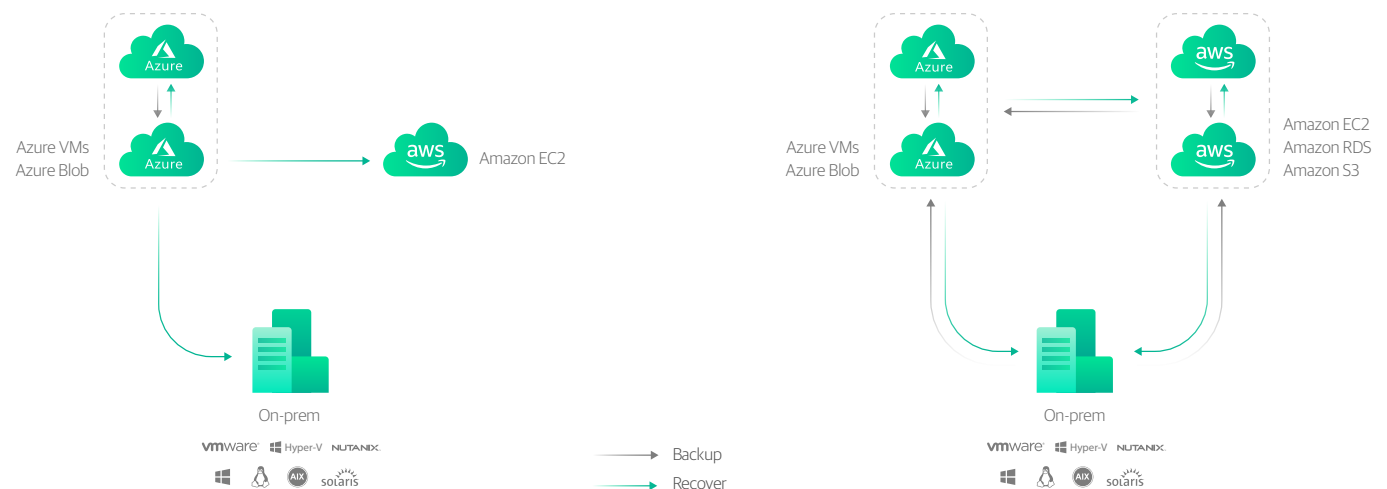 Azure
Azure VMs
Azure Blob
Azure
aws
Amazon EC2
On-prem
vmware
Hyper-V
NUTANIX
AIX
solaris
Backup
Recover
Azure
aws
Azure VMs
Azure Blob
Azure
aws
Amazon EC2
Amazon RDS
Amazon S3
On-prem
vmware
Hyper-V
NUTANIX
AIX
solaris